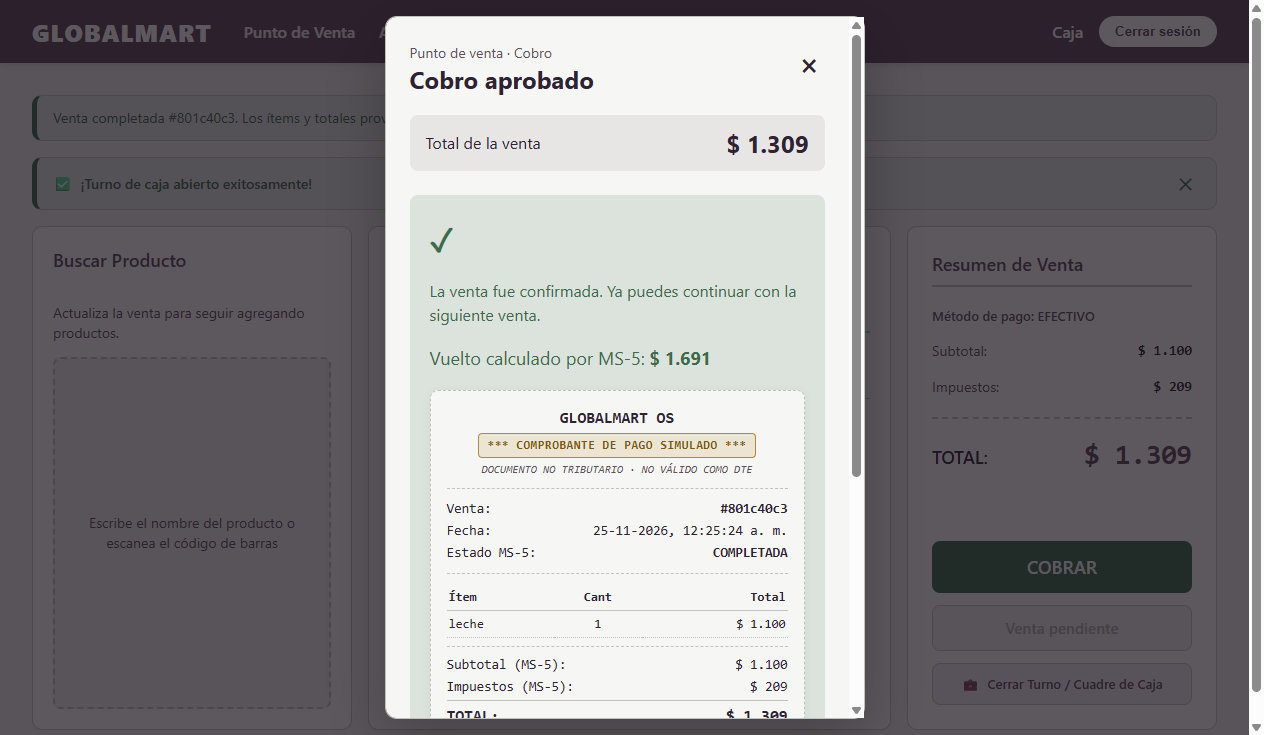 GLOBALMART
Punto de Venta
Caja
Cerrar sesión
Venta completada #801c40c3. Los ítems y totales
¡Turno de caja abierto exitosamente!
Buscar Producto
Actualiza la venta para seguir agregando
productos.
Escribe el nombre del producto o
escanea el código de barras
Punto de venta · Cobro
Cobro aprobado
Total de la venta $ 1.309
La venta fue confirmada. Ya puedes continuar con la
siguiente venta.
Vuelto calculado por MS-5: $ 1.691
GLOBALMART OS
*** COMPROBANTE DE PAGO SIMULADO ***
DOCUMENTO NO TRIBUTARIO · NO VÁLIDO COMO DTE
Venta: #801c40c3
Fecha: 25-11-2026, 12:25:24 a. m.
Estado MS-5: COMPLETADA
Ítem Cant Total
leche 1 $ 1.100
Subtotal (MS-5): $ 1.100
Impuestos (MS-5): $ 209
TOTAL: $ 1.309
Resumen de Venta
Método de pago: EFECTIVO
Subtotal: $ 1.100
Impuestos: $ 209
TOTAL: $ 1.309
COBRAR
Venta pendiente
Cerrar Turno / Cuadre de Caja